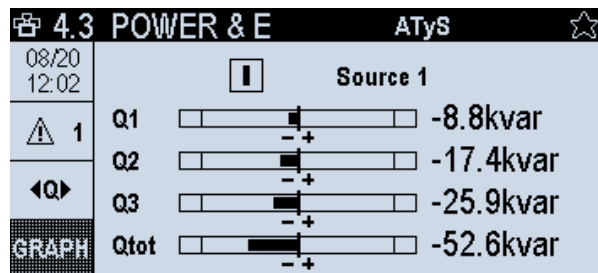 4.3 POWER & E ATyS
08/20
12:02
I Source 1
1
Q1 -8.8kvar
- +
Q2 -17.4kvar
- +
Q
Q3 -25.9kvar
- +
GRAPH
Qtot -52.6kvar
- +